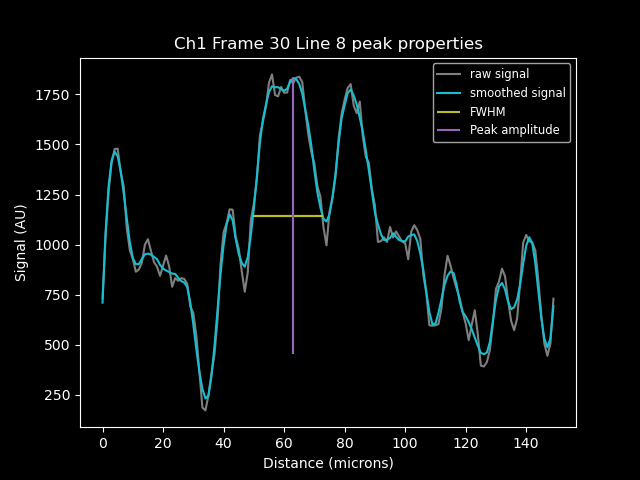 Ch1 Frame 30 Line 8 peak properties
raw signal
smoothed signal
FWHM
Peak amplitude
Signal (AU)
1750
1500
1250
1000
750
500
250
0 20 40 60 80 100 120 140
Distance (microns)